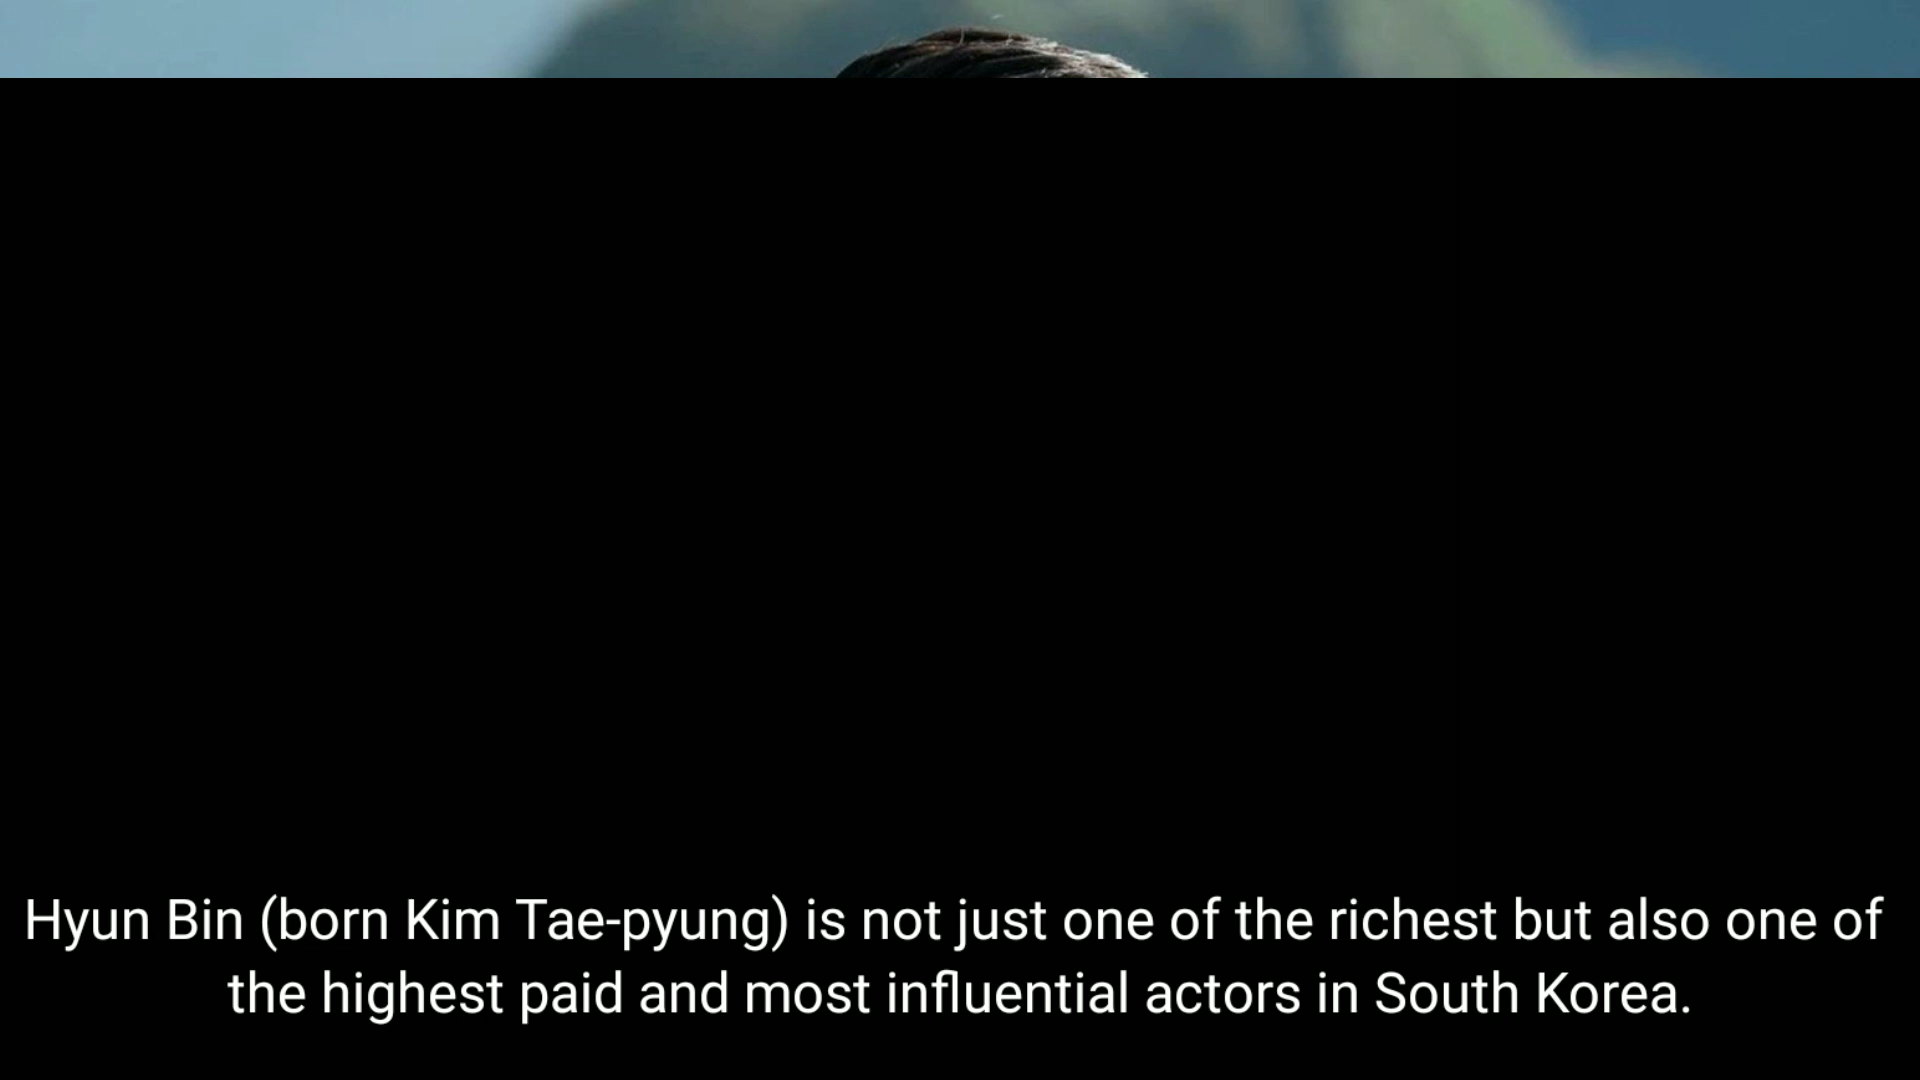 Hyun Bin (born Kim Tae-pyung) is not just one of the richest but also one of
the highest paid and most influential actors in South Korea.